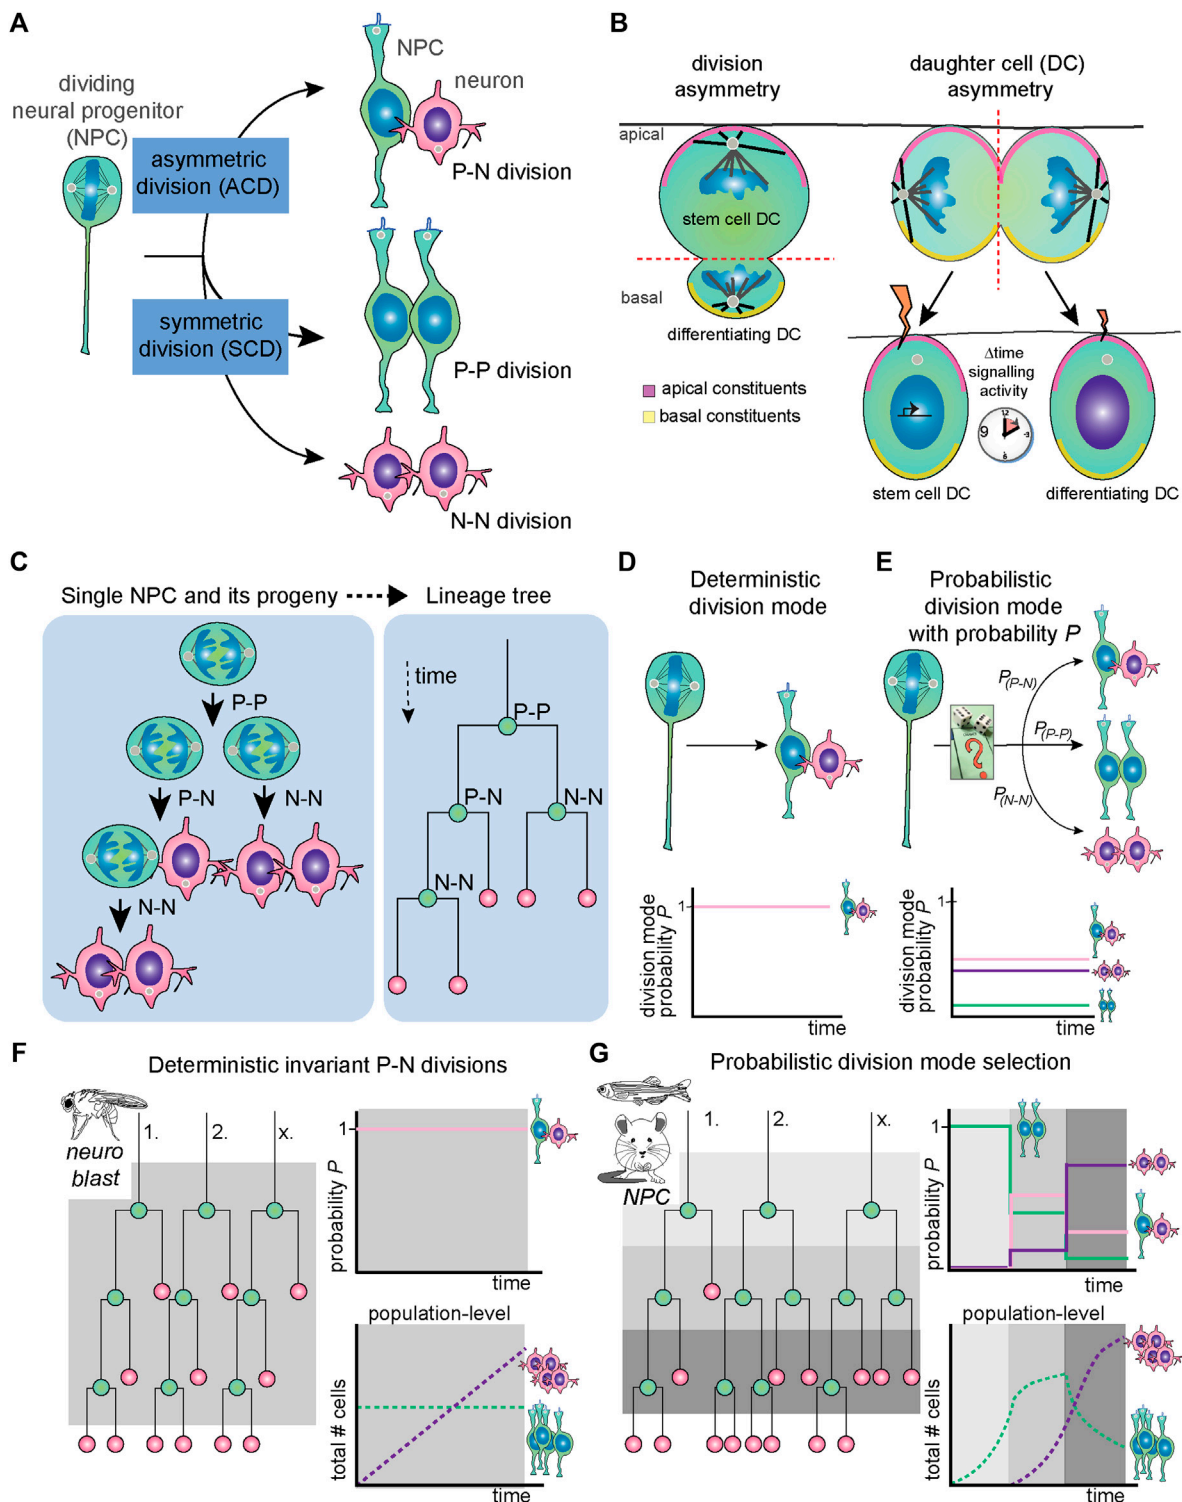 A
dividing
neural progenitor
(NPC)
asymmetric
division (ACD)
symmetric
division (SCD)
NPC
neuron
P-N division
P-P division
N-N division
B
division
asymmetry
daughter cell (DC)
asymmetry
apical
stem cell DC
basal
differentiating DC
apical constituents
basal constituents
Δtime
signalling
activity
12
3
6
9
stem cell DC
differentiating DC
C
Single NPC and its progeny
Lineage tree
P-P
P-N
N-N
N-N
time
P-P
P-N
N-N
N-N
D
Deterministic
division mode
1
division mode
probability P
time
E
Probabilistic
division mode
with probability P
P(P-N)
P(P-P)
P(N-N)
?
1
division mode
probability P
time
F
Deterministic invariant P-N divisions
neuro
blast
1.
2.
x.
1
probability P
time
population-level
total # cells
time
G
Probabilistic division mode selection
NPC
1.
2.
x.
1
probability P
time
population-level
total # cells
time